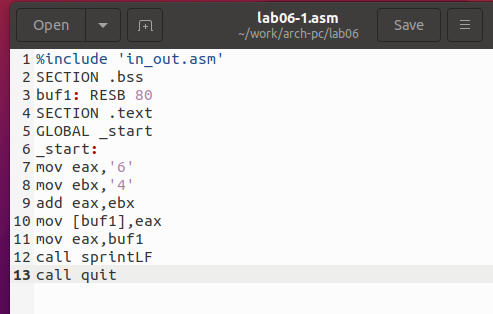 Open
lab06-1.asm
~/work/arch-pc/lab06
Save
1 %include 'in_out.asm'
2 SECTION .bss
3 buf1: RESB 80
4 SECTION .text
5 GLOBAL _start
6 _start:
7 mov eax,'6'
8 mov ebx,'4'
9 add eax,ebx
10 mov [buf1],eax
11 mov eax,buf1
12 call sprintLF
13 call quit